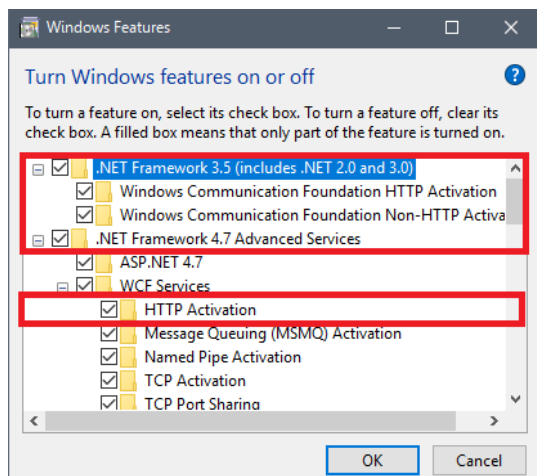 Windows Features
Turn Windows features on or off
?
To turn a feature on, select its check box. To turn a feature off, clear its
check box. A filled box means that only part of the feature is turned on.
.NET Framework 3.5 (includes .NET 2.0 and 3.0)
Windows Communication Foundation HTTP Activation
Windows Communication Foundation Non-HTTP Activa
.NET Framework 4.7 Advanced Services
ASP.NET 4.7
WCF Services
HTTP Activation
Message Queuing (MSMQ) Activation
Named Pipe Activation
TCP Activation
TCP Port Sharing
OK
Cancel